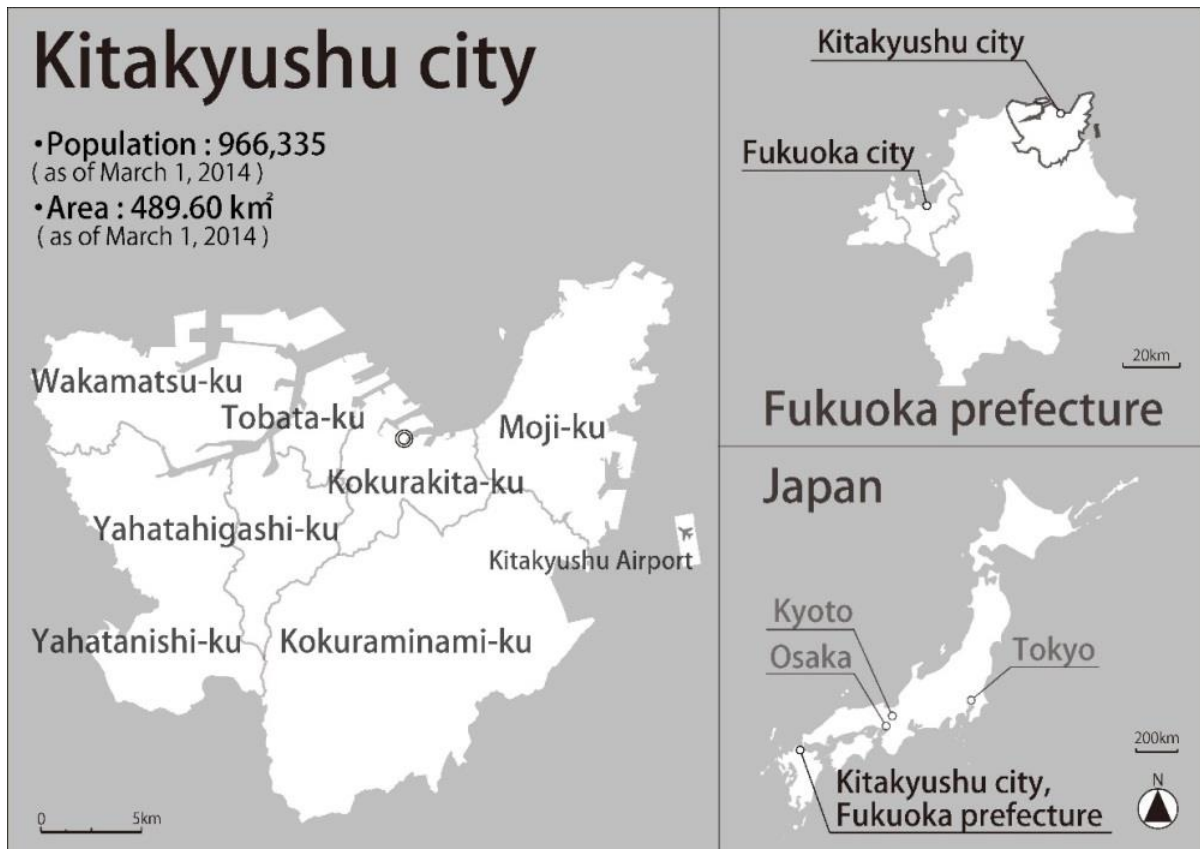 Kitakyushu city
・Population : 966,335
( as of March 1, 2014 )
・Area : 489.60 km²
( as of March 1, 2014 )
Wakamatsu-ku
Tobata-ku
Moji-ku
Kokurakita-ku
Yahatahigashi-ku
Kitakyushu Airport
Yahatanishi-ku
Kokuraminami-ku
0
5km
Kitakyushu city
Fukuoka city
20km
Fukuoka prefecture
Japan
Kyoto
Osaka
Tokyo
200km
Kitakyushu city,
Fukuoka prefecture
N